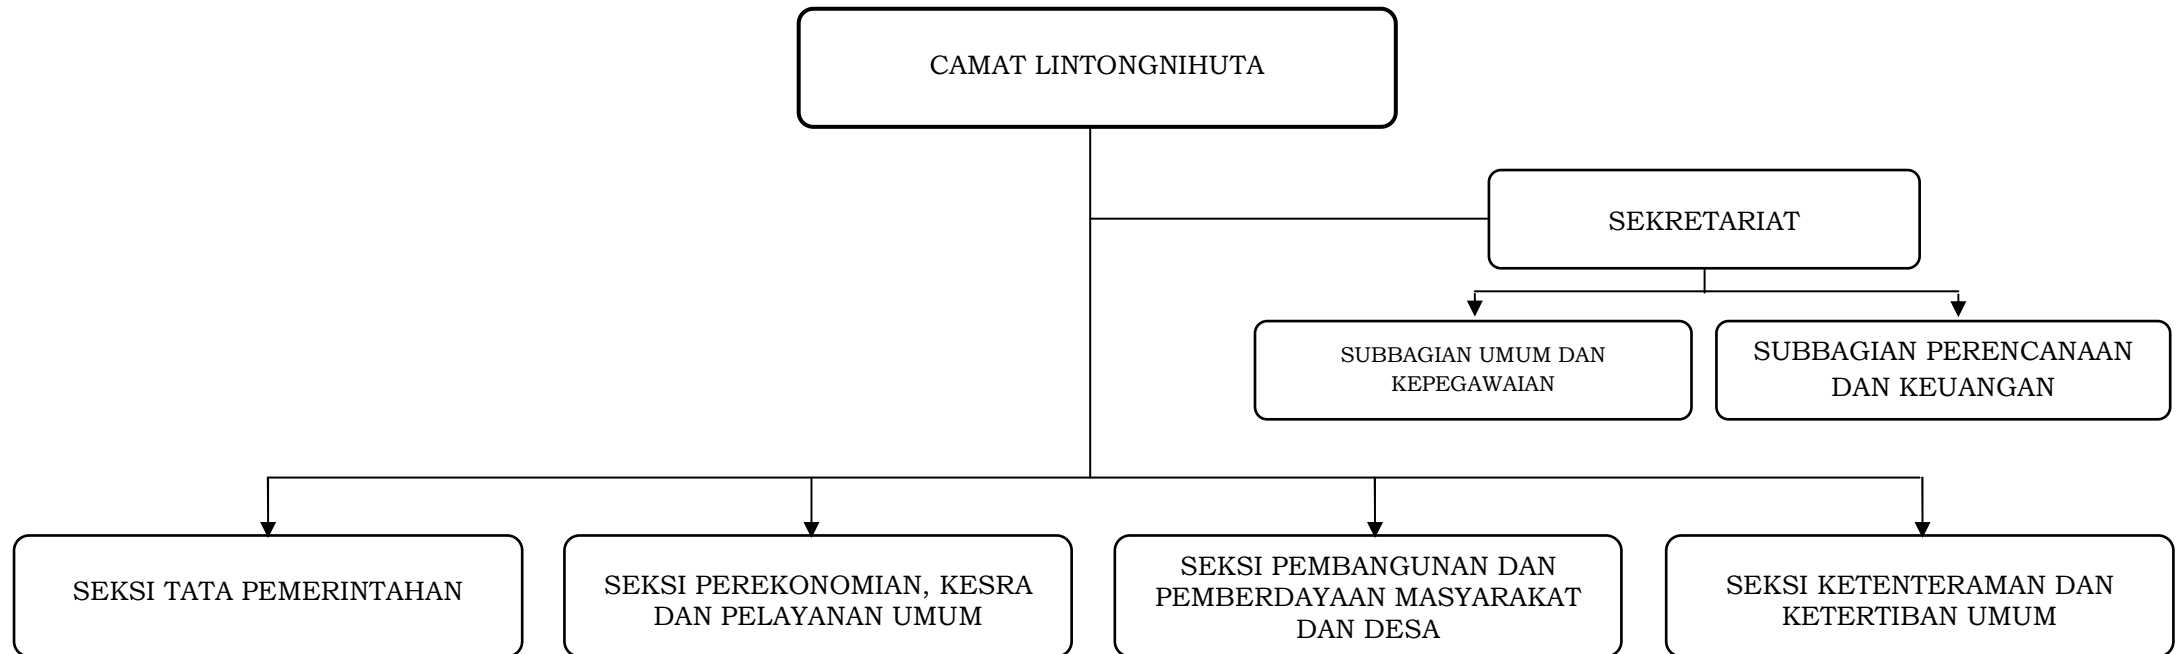 CAMAT LINTONGNIHUTA
SEKRETARIAT
SUBBAGIAN UMUM DAN
KEPEGAWAIAN
SUBBAGIAN PERENCANAAN
DAN KEUANGAN
SEKSI TATA PEMERINTAHAN
SEKSI PEREKONOMIAN, KESRA
DAN PELAYANAN UMUM
SEKSI PEMBANGUNAN DAN
PEMBERDAYAAN MASYARAKAT
DAN DESA
SEKSI KETENTERAMAN DAN
KETERTIBAN UMUM